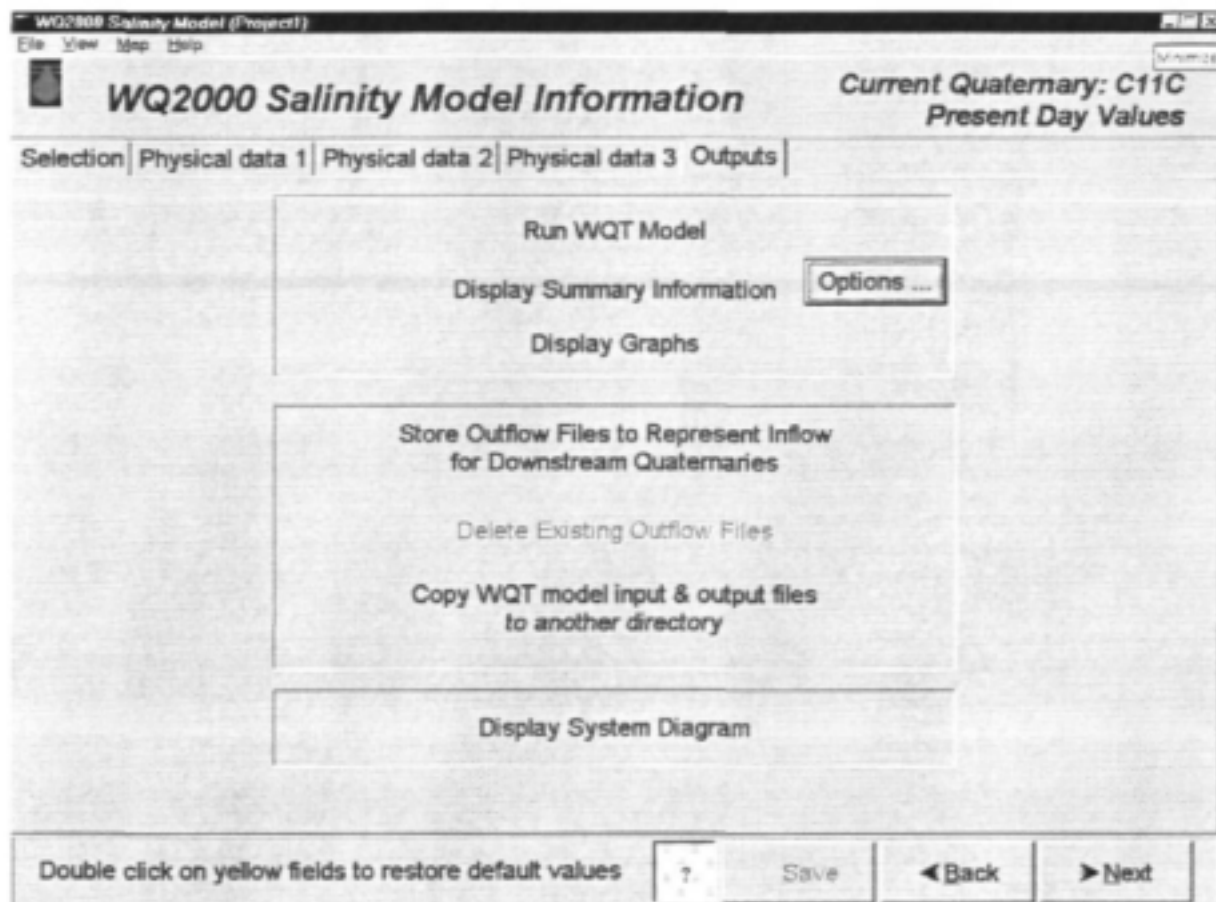 WQ2000 Salinity Model (Project1)
File View Map Help
Minimize
WQ2000 Salinity Model Information
Current Quaternary: C11C
Present Day Values
Selection Physical data 1 Physical data 2 Physical data 3 Outputs
Run WQT Model
Display Summary Information
Options ...
Display Graphs
Store Outflow Files to Represent Inflow
for Downstream Quaternaries
Delete Existing Outflow Files
Copy WQT model input & output files
to another directory
Display System Diagram
Double click on yellow fields to restore default values
?
Save
Back
Next